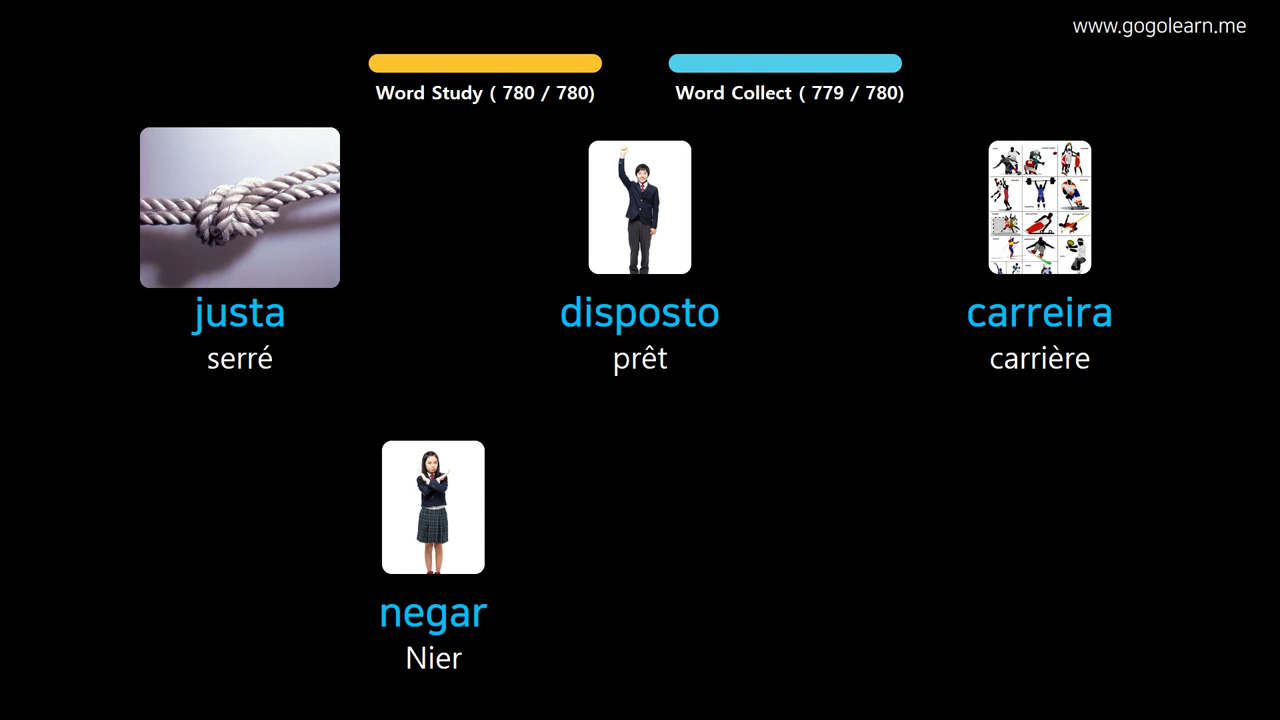 www.gogolearn.me
Word Study ( 780 / 780)
Word Collect ( 779 / 780)
justa
disposto
carreira
serré
prêt
carrière
negar
Nier